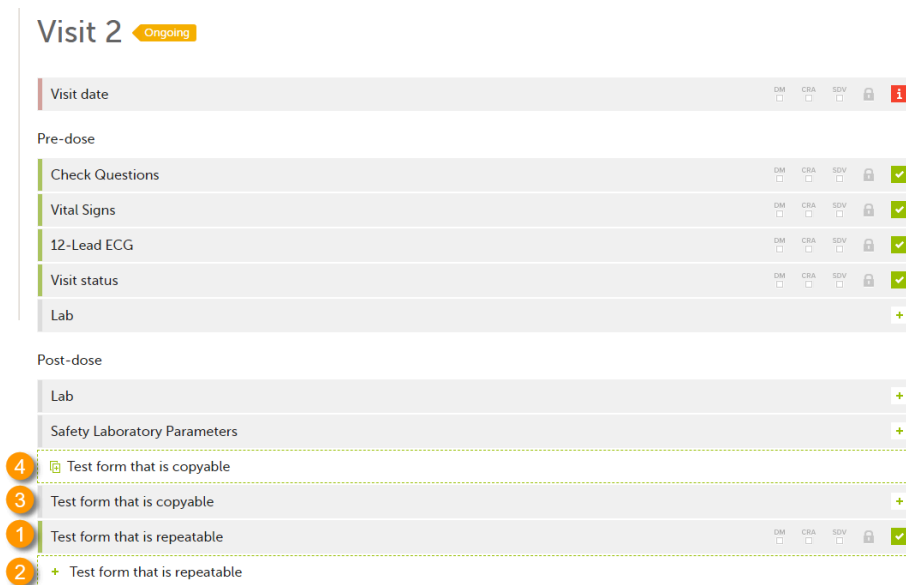 Visit 2 Ongoing
Visit date DM CRA SDV i
Pre-dose
Check Questions DM CRA SDV
Vital Signs DM CRA SDV
12-Lead ECG DM CRA SDV
Visit status DM CRA SDV
Lab +
Post-dose
Lab +
Safety Laboratory Parameters +
4 Test form that is copyable
3 Test form that is copyable +
1 Test form that is repeatable DM CRA SDV
2 + Test form that is repeatable